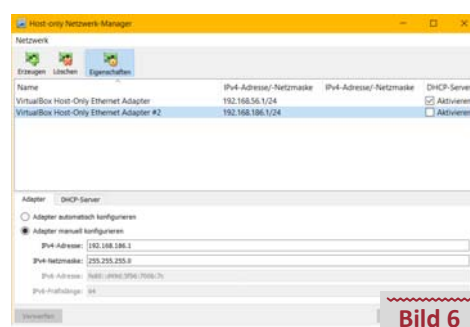 Host-only Netzwerk-Manager
Netzwerk
Erzeugen Löschen Eigenschaften
Name IPv4-Adresse/-Netzmaske IPv4-Adresse/-Netzmaske DHCP-Server
VirtualBox Host-Only Ethernet Adapter 192.168.56.1/24 Aktivieren
VirtualBox Host-Only Ethernet Adapter #2 192.168.186.1/24 Aktivieren
Adapter DHCP-Server
Adapter automatisch konfigurieren
Adapter manuell konfigurieren
IPv4-Adresse: 192.168.186.1
IPv4-Netzmaske: 255.255.255.0
IPv6-Adresse:
IPv6-Präfixlänge: 64
Verwerfen
Bild 6